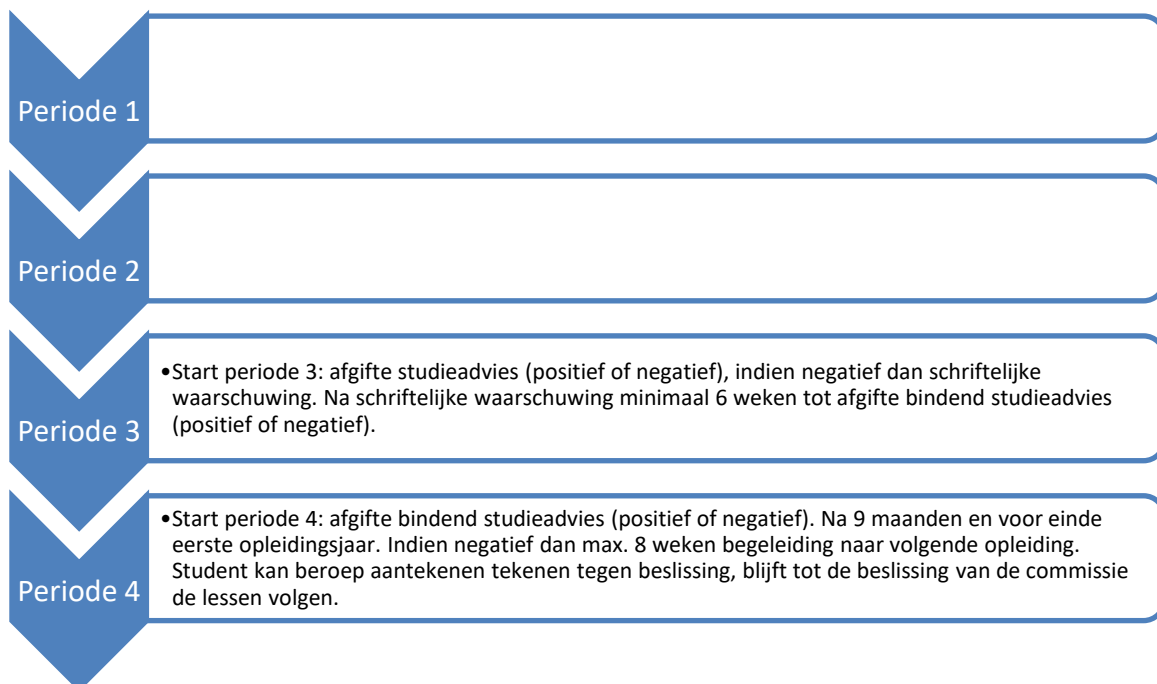 Periode 1
Periode 2
Periode 3
•Start periode 3: afgifte studieadvies (positief of negatief), indien negatief dan schriftelijke
waarschuwing. Na schriftelijke waarschuwing minimaal 6 weken tot afgifte bindend studieadvies
(positief of negatief).
Periode 4
•Start periode 4: afgifte bindend studieadvies (positief of negatief). Na 9 maanden en voor einde
eerste opleidingsjaar. Indien negatief dan max. 8 weken begeleiding naar volgende opleiding.
Student kan beroep aantekenen tekenen tegen beslissing, blijft tot de beslissing van de commissie
de lessen volgen.